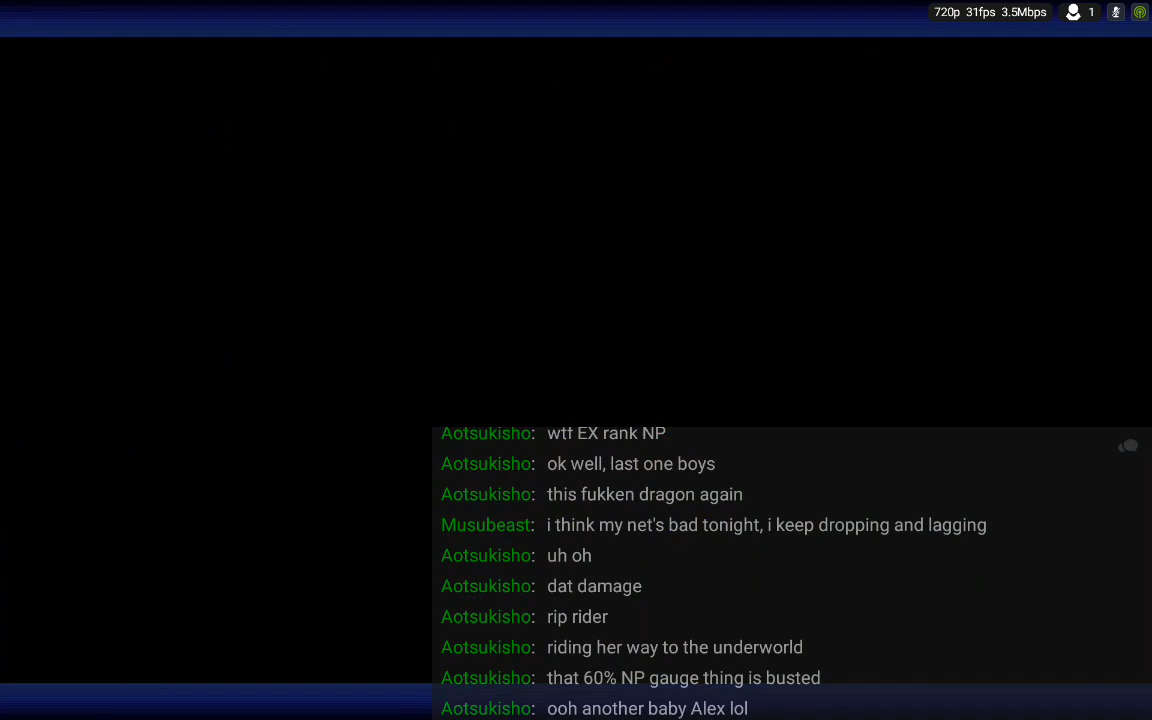 720p 31fps 3.5Mbps 1
Aotsukisho: wtf EX rank NP
Aotsukisho: ok well, last one boys
Aotsukisho: this fukken dragon again
Musubeast: i think my net's bad tonight, i keep dropping and lagging
Aotsukisho: uh oh
Aotsukisho: dat damage
Aotsukisho: rip rider
Aotsukisho: riding her way to the underworld
Aotsukisho: that 60% NP gauge thing is busted
Aotsukisho: ooh another baby Alex lol